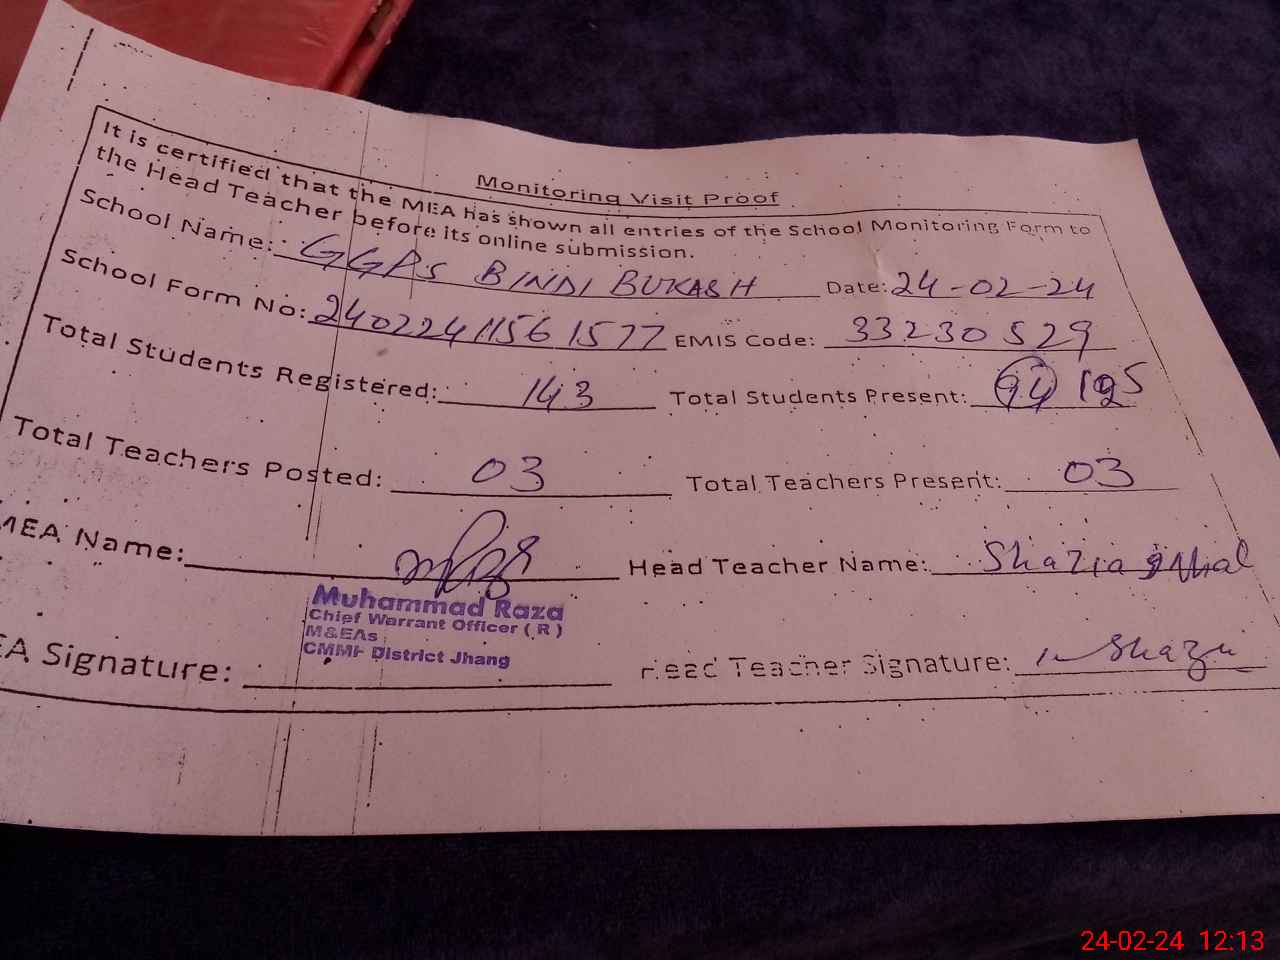 Monitoring Visit Proof
It is certified that the MEA has shown all entries of the School Monitoring Form to
the Head Teacher before its online submission.
School Name: GGPS BINDI BUKASH Date: 24-02-24
School Form No: 24022411561577 EMIS Code: 33230529
Total Students Registered: 143 Total Students Present: 94 125
Total Teachers Posted: 03 Total Teachers Present: 03
MEA Name: Head Teacher Name: Shazia
Muhammad Raza
Chief Warrant Officer ( R )
M&EAs
CMMF District Jhang
EA Signature: Head Teacher Signature: Shazia
24-02-24 12:13